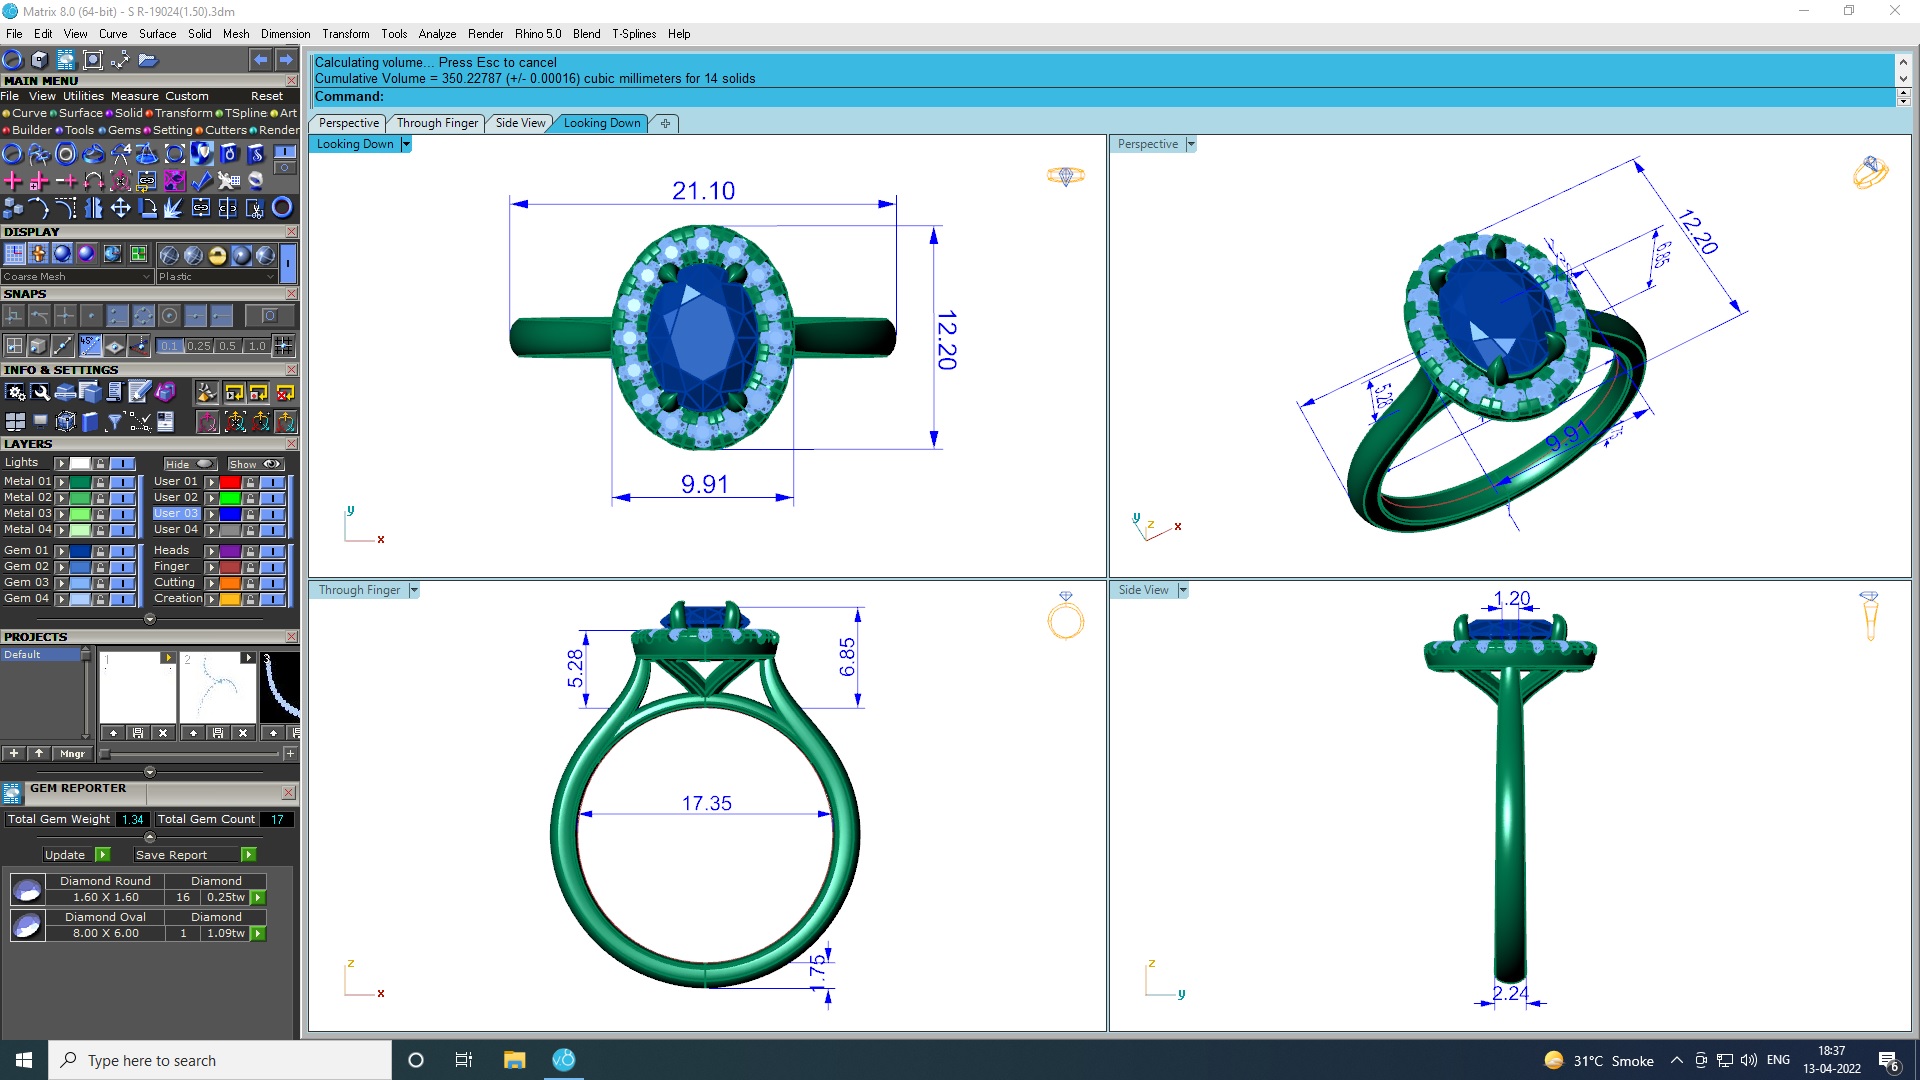 Matrix 8.0 (64-bit) - S R-19024(1.50).3dm
File Edit View Curve Surface Solid Mesh Dimension Transform Tools Analyze Render Rhino 5.0 Blend T-Splines Help
Calculating volume... Press Esc to cancel
Cumulative Volume = 350.22787 (+/- 0.00016) cubic millimeters for 14 solids
Command:
MAIN MENU
File View Utilities Measure Custom Reset
Curve Surface Solid Transform TSpline Art
Builder Tools Gems Setting Cutters Render
DISPLAY
Coarse Mesh Plastic
SNAPS
45°
0.1 0.25 0.5 1.0
INFO & SETTINGS
LAYERS
Lights Hide Show
Metal 01 User 01
Metal 02 User 02
Metal 03 User 03
Metal 04 User 04
Gem 01 Heads
Gem 02 Finger
Gem 03 Cutting
Gem 04 Creation
PROJECTS
Default
1 2 3
Mngr
GEM REPORTER
Total Gem Weight 1.34 Total Gem Count 17
Update Save Report
Diamond Round Diamond
1.60 X 1.60 16 0.25tw
Diamond Oval Diamond
8.00 X 6.00 1 1.09tw
Perspective Through Finger Side View Looking Down
Looking Down
21.10
12.20
9.91
y
x
Perspective
12.20
6.85
5.28
9.91
1.75
y z x
Through Finger
5.28
6.85
17.35
1.75
z
x
Side View
1.20
2.24
z
y
Type here to search
31°C Smoke
ENG
18:37
13-04-2022
6